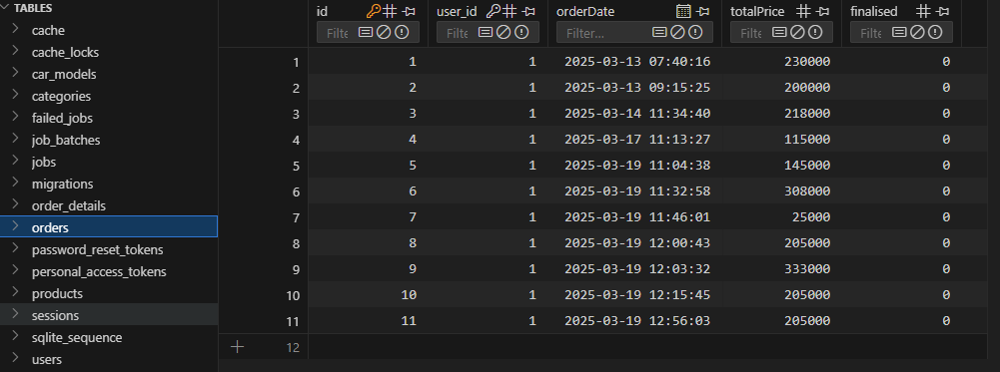 TABLES
cache
cache_locks
car_models
categories
failed_jobs
job_batches
jobs
migrations
order_details
orders
password_reset_tokens
personal_access_tokens
products
sessions
sqlite_sequence
users
id user_id orderDate totalPrice finalised
Filte Filte Filter... Filte Filte
1 1 1 2025-03-13 07:40:16 230000 0
2 2 1 2025-03-13 09:15:25 200000 0
3 3 1 2025-03-14 11:34:40 218000 0
4 4 1 2025-03-17 11:13:27 115000 0
5 5 1 2025-03-19 11:04:38 145000 0
6 6 1 2025-03-19 11:32:58 308000 0
7 7 1 2025-03-19 11:46:01 25000 0
8 8 1 2025-03-19 12:00:43 205000 0
9 9 1 2025-03-19 12:03:32 333000 0
10 10 1 2025-03-19 12:15:45 205000 0
11 11 1 2025-03-19 12:56:03 205000 0
12